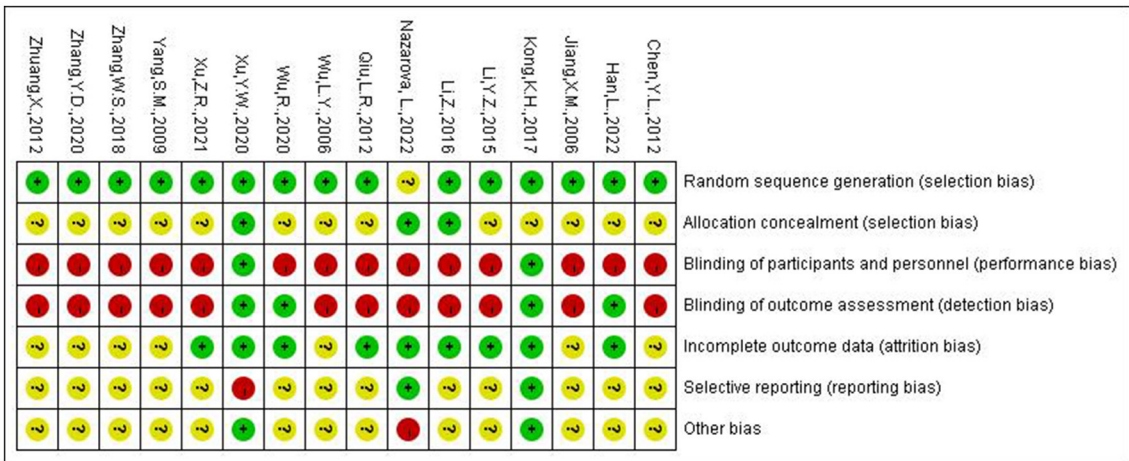 Zhuang,X.,2012
Zhang,Y.D.,2020
Zhang,W.S.,2018
Yang,S.M.,2009
Xu,Z.R.,2021
Xu,Y.W.,2020
Wu,R.,2020
Wu,L.Y.,2006
Qiu,L.R.,2012
Nazarova, L.,2022
Li,Z.,2016
Li,Y.Z.,2015
Kong,K.H.,2017
Jiang,X.M.,2006
Han,L.,2022
Chen,Y.L.,2012
+ + + + + + + + + ? + + + + + + Random sequence generation (selection bias)
? ? ? ? ? + ? ? ? + + ? ? ? ? ? Allocation concealment (selection bias)
– – – – – + – – – – – – + – – – Blinding of participants and personnel (performance bias)
– – – – – + + – – – – – + – + – Blinding of outcome assessment (detection bias)
? ? ? ? + + + ? + + + + + ? + ? Incomplete outcome data (attrition bias)
? ? ? ? ? – ? ? ? + ? ? + ? ? ? Selective reporting (reporting bias)
? ? ? ? ? + ? ? ? – ? ? + ? ? ? Other bias